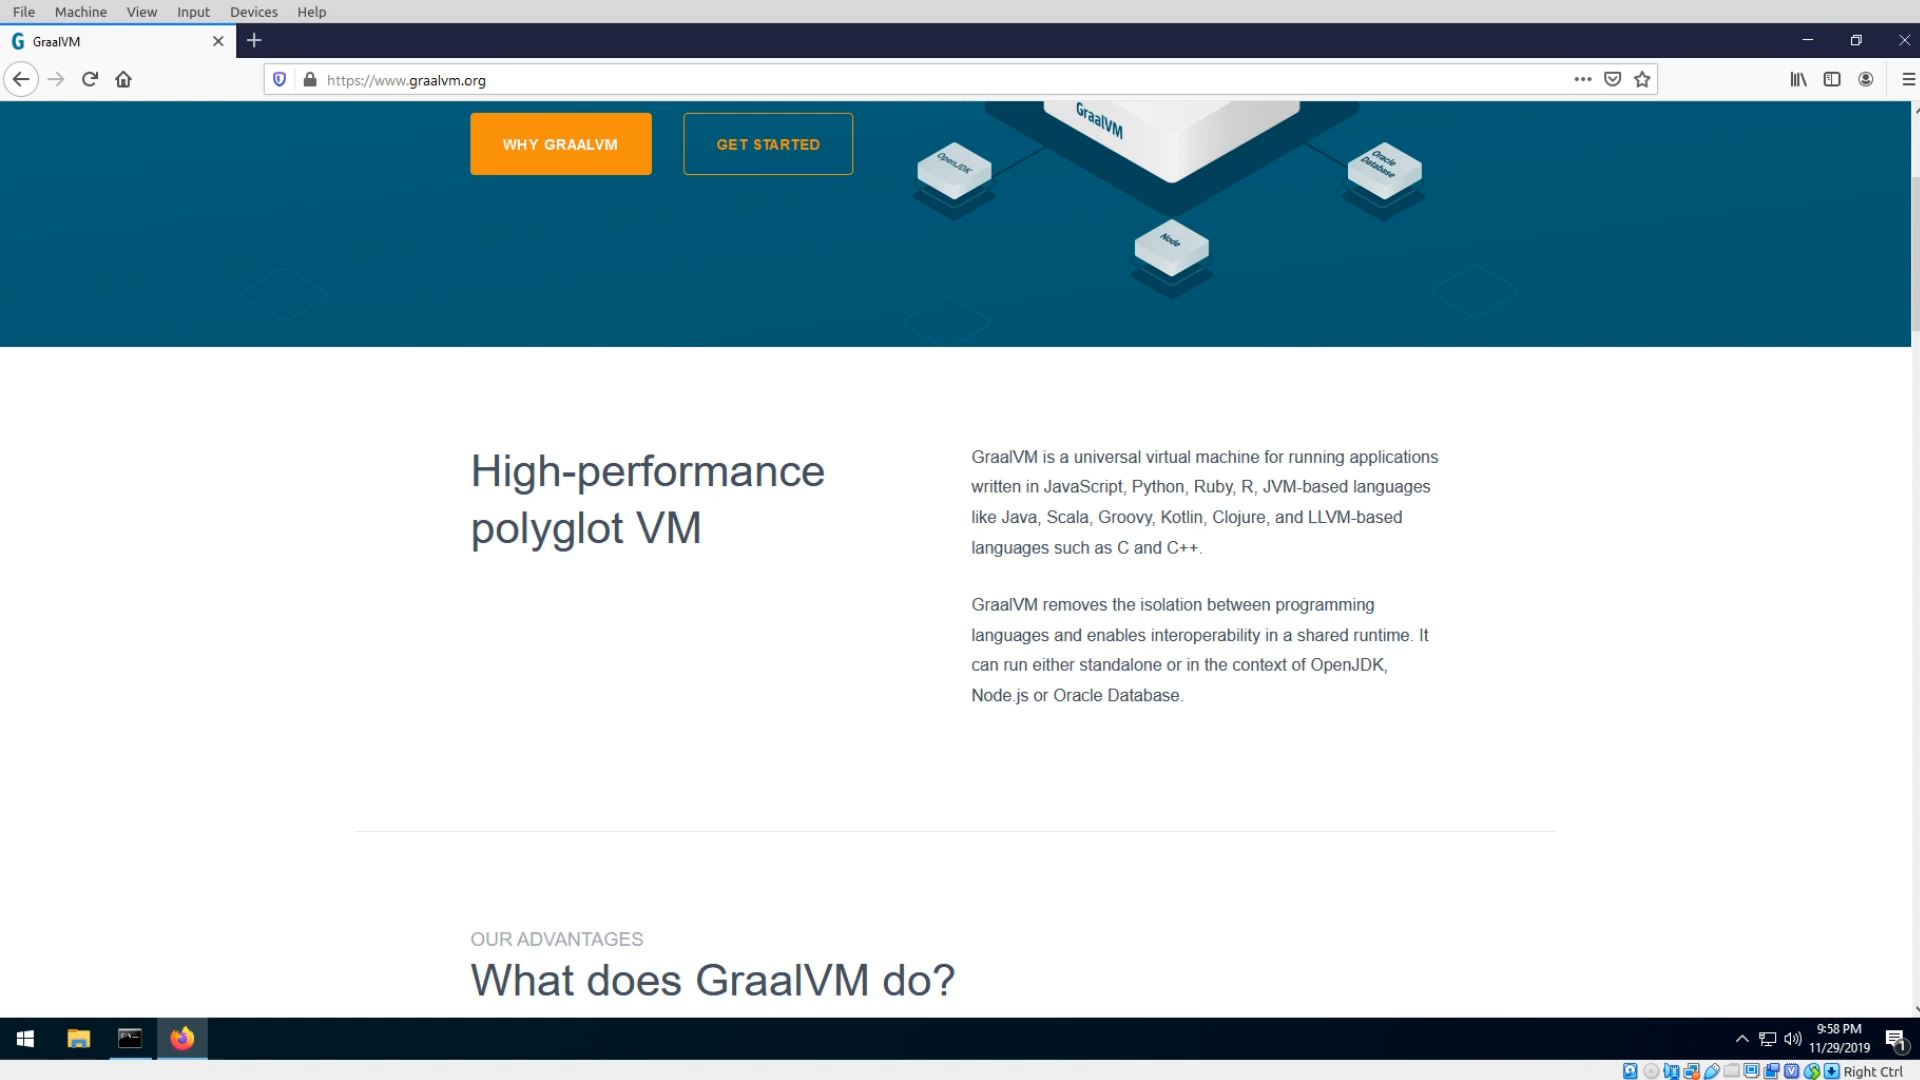 File Machine View Input Devices Help
GraalVM
https://www.graalvm.org
GraalVM
WHY GRAALVM GET STARTED
OpenJDK
Oracle
Database
Node
High-performance
polyglot VM
GraalVM is a universal virtual machine for running applications
written in JavaScript, Python, Ruby, R, JVM-based languages
like Java, Scala, Groovy, Kotlin, Clojure, and LLVM-based
languages such as C and C++.
GraalVM removes the isolation between programming
languages and enables interoperability in a shared runtime. It
can run either standalone or in the context of OpenJDK,
Node.js or Oracle Database.
OUR ADVANTAGES
What does GraalVM do?
9:58 PM
11/29/2019
1
Right Ctrl